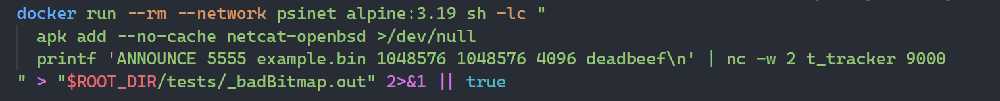 docker run --rm --network psinet alpine:3.19 sh -lc "
  apk add --no-cache netcat-openbsd >/dev/null
  printf 'ANNOUNCE 5555 example.bin 1048576 1048576 4096 deadbeef\n' | nc -w 2 t_tracker 9000
" > "$ROOT_DIR/tests/_badBitmap.out" 2>&1 || true